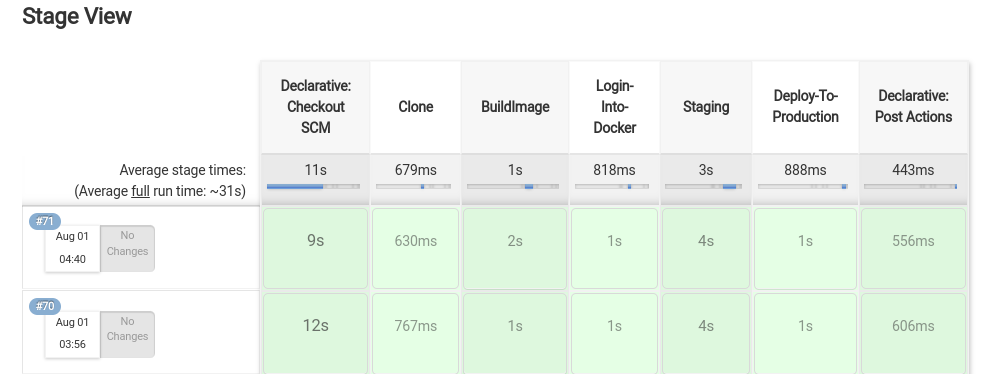 Stage View
Declarative:
Checkout
SCM
Clone
BuildImage
Login-
Into-
Docker
Staging
Deploy-To-
Production
Declarative:
Post Actions
Average stage times:
(Average full run time: ~31s)
11s
679ms
1s
818ms
3s
888ms
443ms
#71
Aug 01
04:40
No
Changes
9s
630ms
2s
1s
4s
1s
556ms
#70
Aug 01
03:56
No
Changes
12s
767ms
1s
1s
4s
1s
606ms